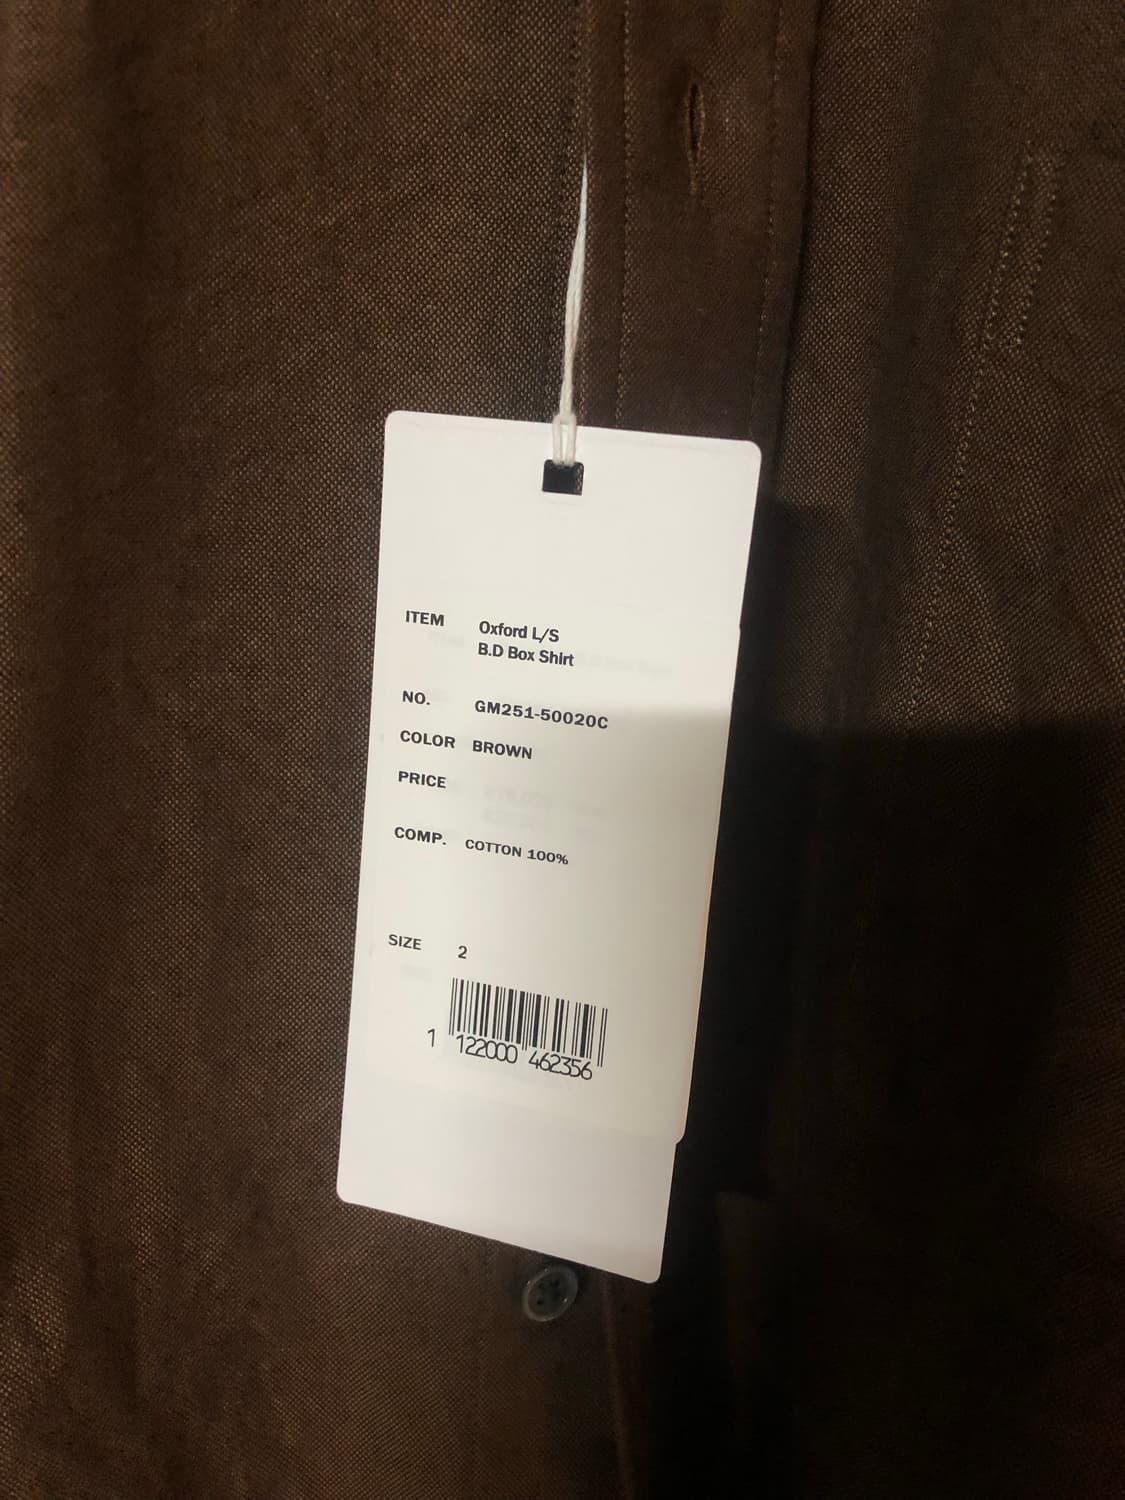 ITEM Oxford L/S
B.D Box Shirt
NO. GM251-50020C
COLOR BROWN
PRICE
COMP. COTTON 100%
SIZE 2
1 122000 462356